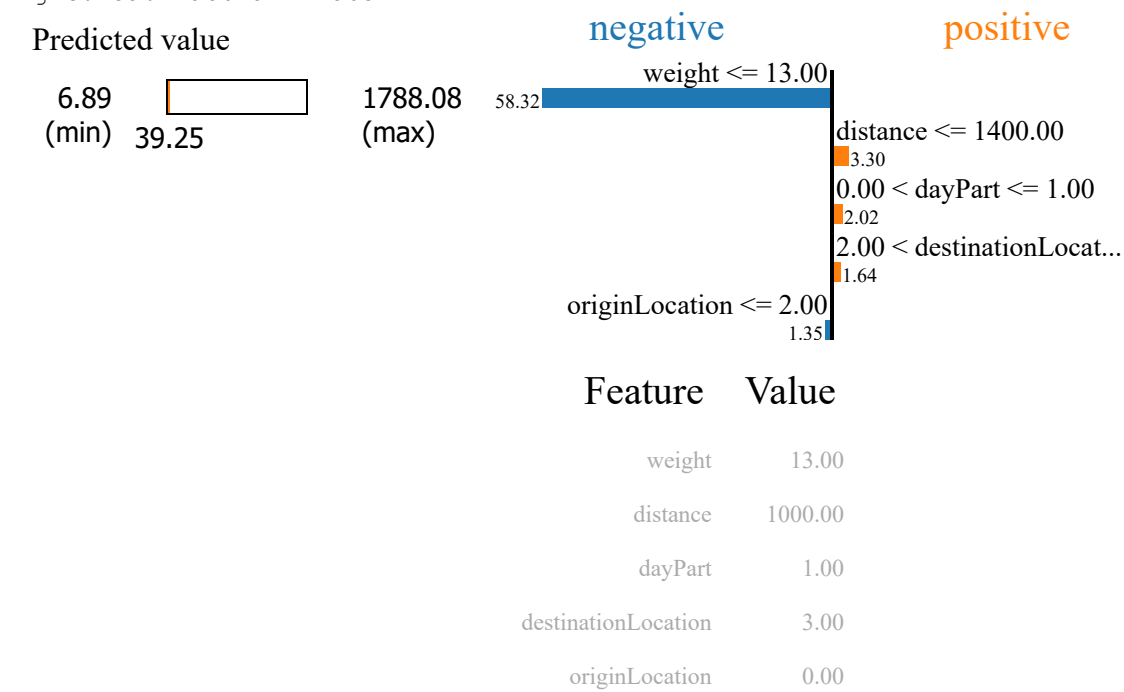 Predicted value
6.89
(min)
39.25
1788.08
(max)
negative positive
weight <= 13.00
58.32
distance <= 1400.00
3.30
0.00 < dayPart <= 1.00
2.02
2.00 < destinationLocat...
1.64
originLocation <= 2.00
1.35
Feature Value
weight 13.00
distance 1000.00
dayPart 1.00
destinationLocation 3.00
originLocation 0.00